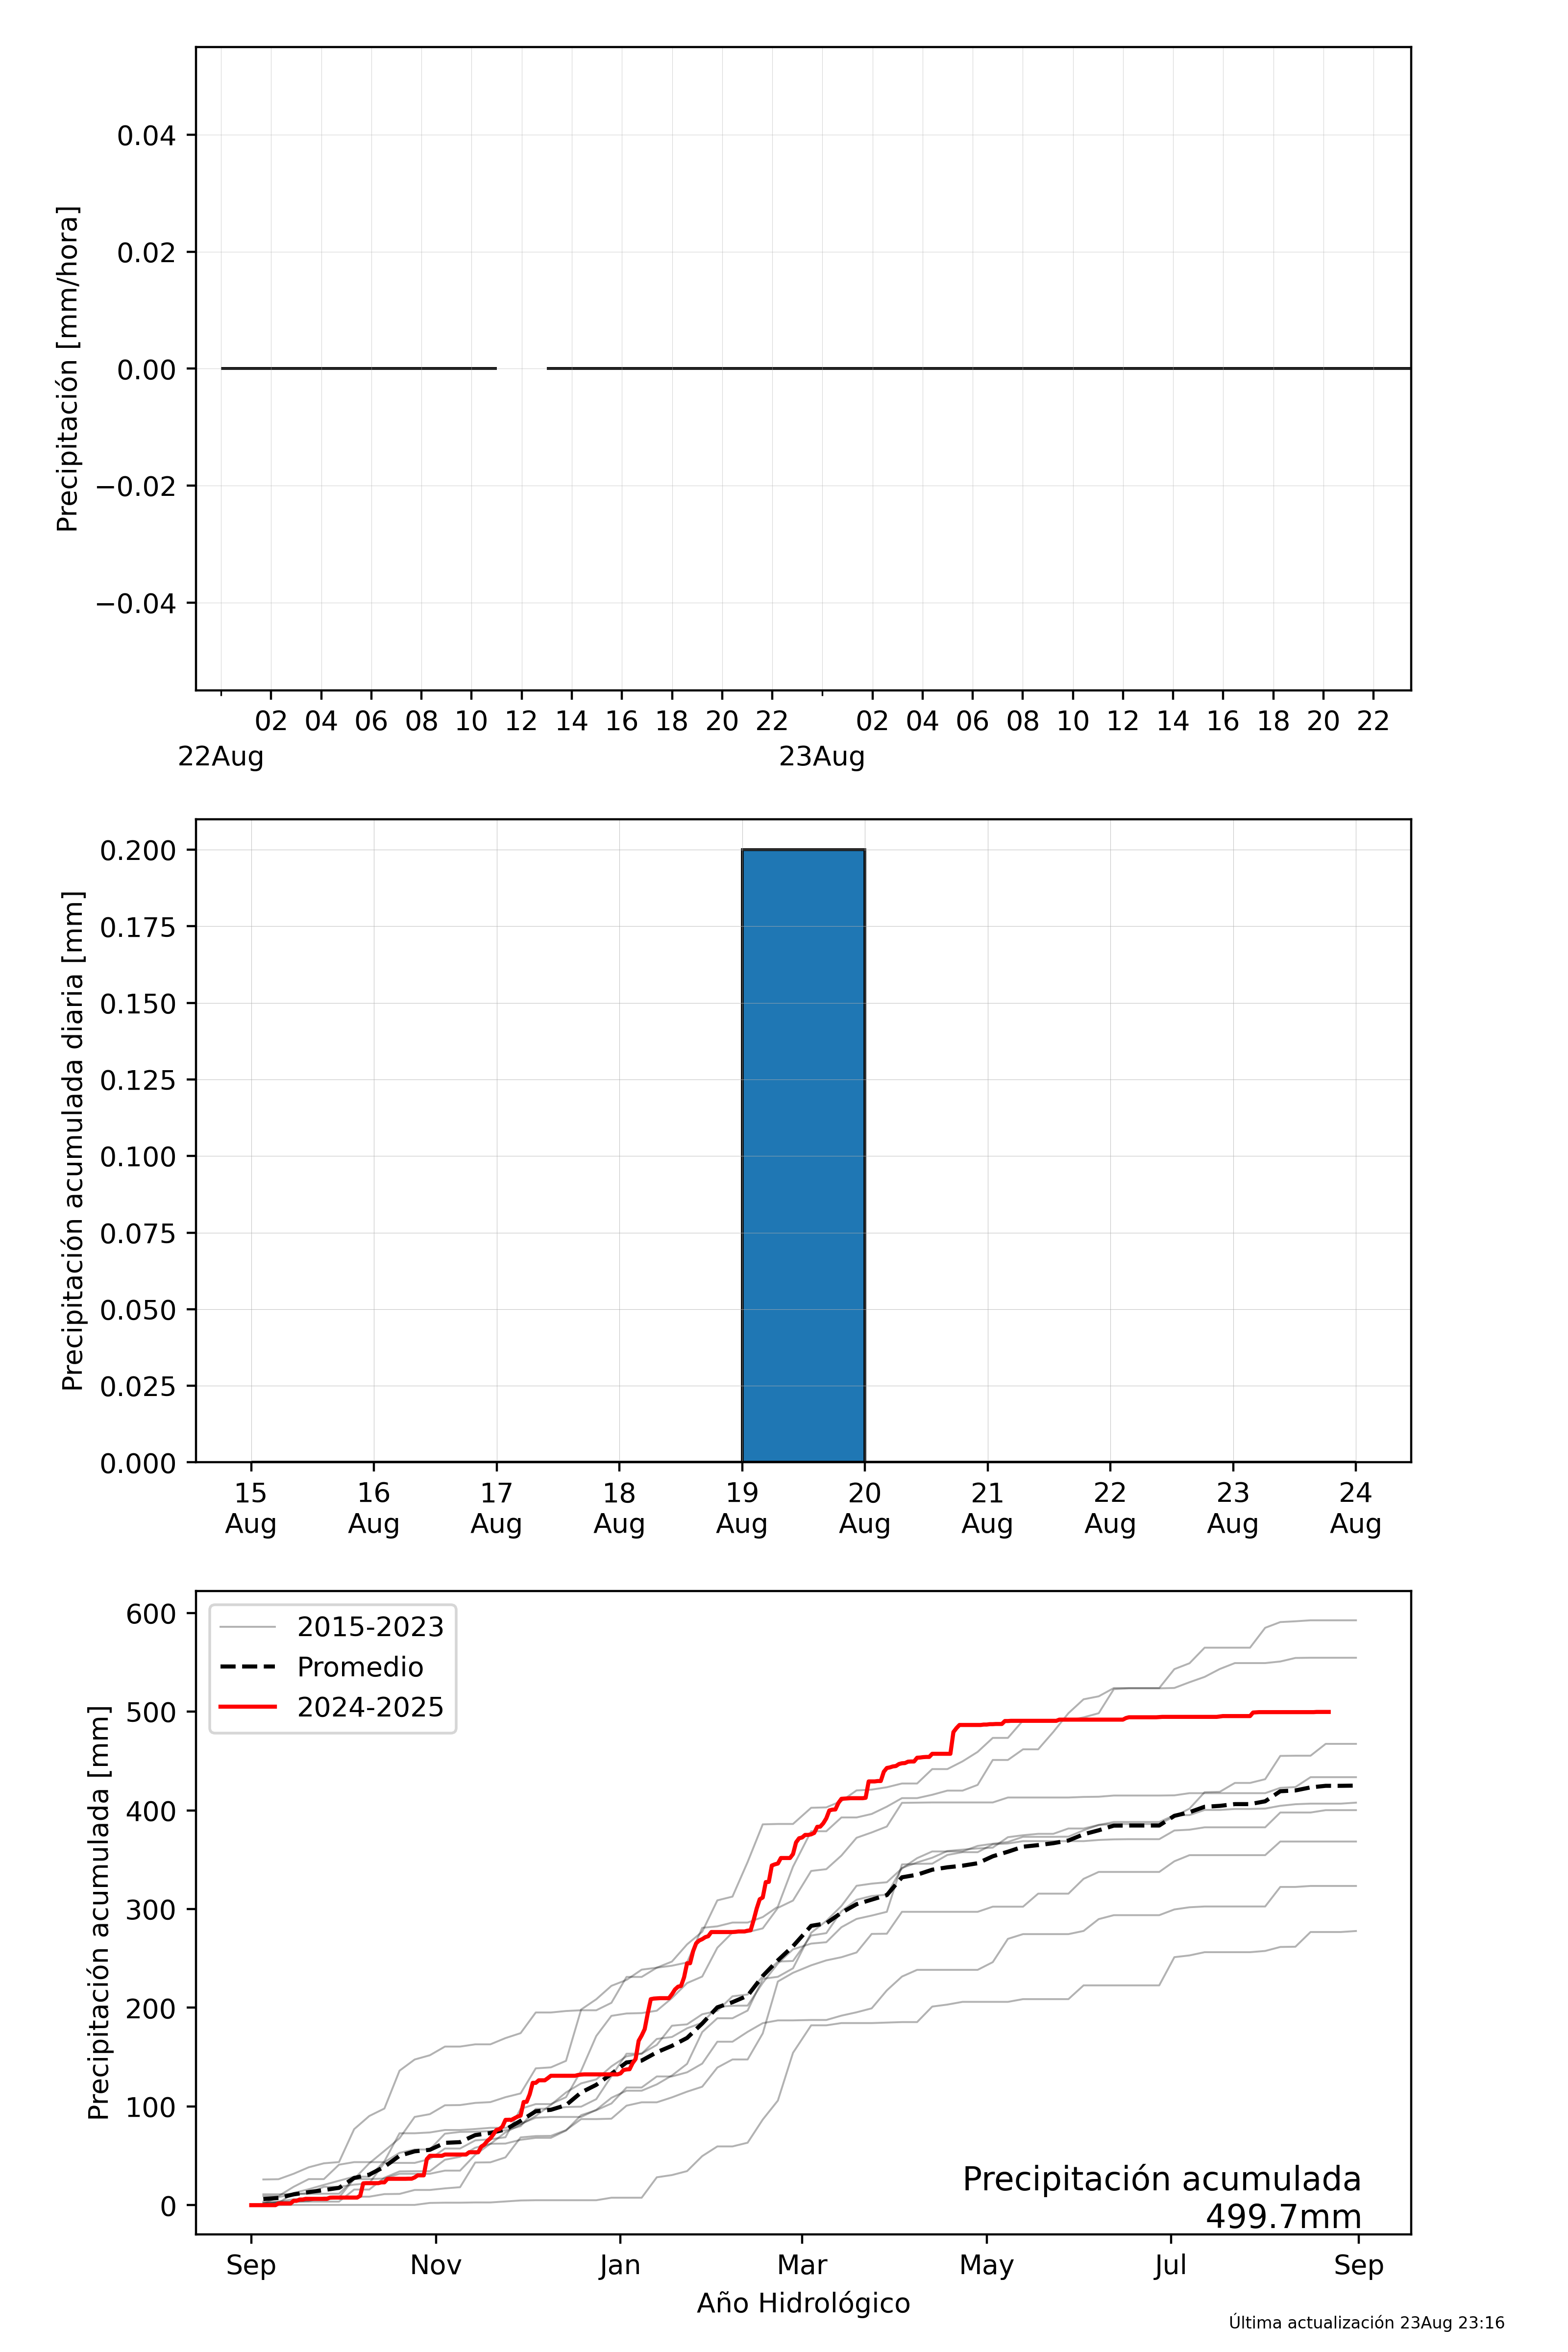 Precipitación [mm/hora]
0.04
0.02
0.00
−0.02
−0.04
02 04 06 08 10 12 14 16 18 20 22 02 04 06 08 10 12 14 16 18 20 22
22Aug 23Aug
Precipitación acumulada diaria [mm]
0.200
0.175
0.150
0.125
0.100
0.075
0.050
0.025
0.000
15 16 17 18 19 20 21 22 23 24
Aug Aug Aug Aug Aug Aug Aug Aug Aug Aug
Precipitación acumulada [mm]
600
500
400
300
200
100
0
2015-2023
Promedio
2024-2025
Precipitación acumulada
499.7mm
Sep Nov Jan Mar May Jul Sep
Año Hidrológico
Última actualización 23Aug 23:16